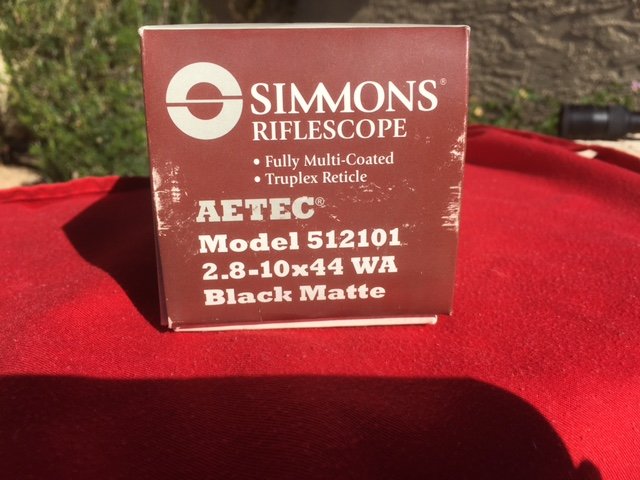 SIMMONS®
RIFLESCOPE
• Fully Multi-Coated
• Truplex Reticle
AETEC®
Model 512101
2.8-10x44 WA
Black Matte